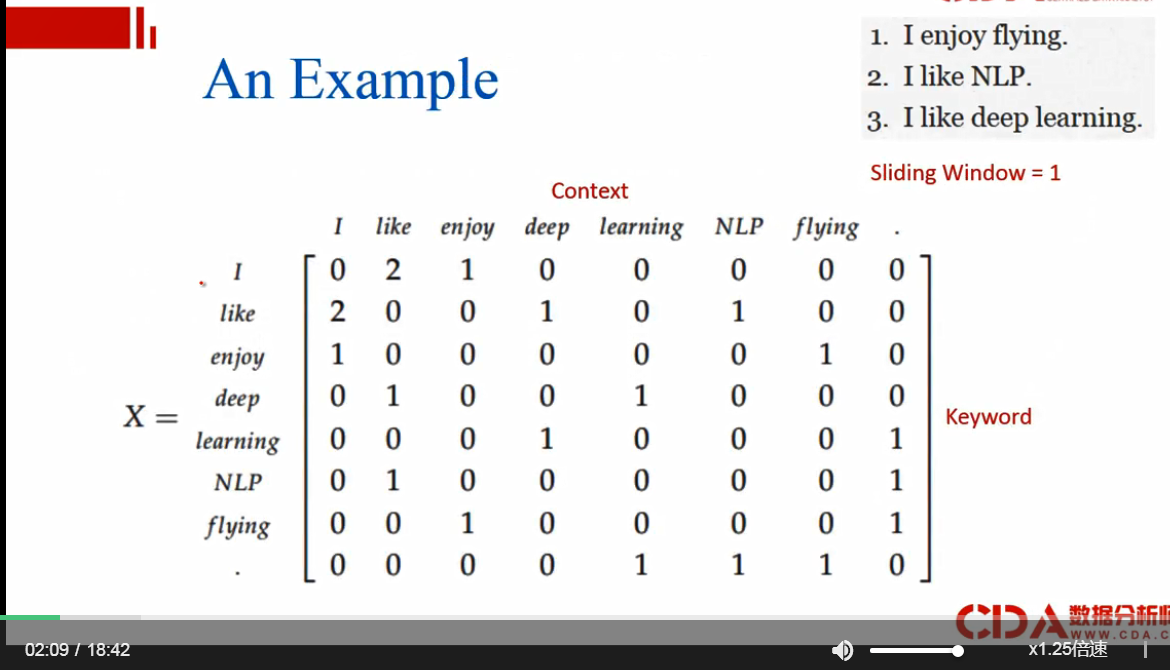 An Example
1. I enjoy flying.
2. I like NLP.
3. I like deep learning.
Sliding Window = 1
Context
I like enjoy deep learning NLP flying .
I 0 2 1 0 0 0 0 0
like 2 0 0 1 0 1 0 0
enjoy 1 0 0 0 0 0 1 0
deep 0 1 0 0 1 0 0 0
X =
learning 0 0 0 1 0 0 0 1
NLP 0 1 0 0 0 0 0 1
flying 0 0 1 0 0 0 0 1
. 0 0 0 0 1 1 1 0
Keyword
CDA 数据分析师
WWW.CDA.C
02:09 / 18:42
x1.25倍速